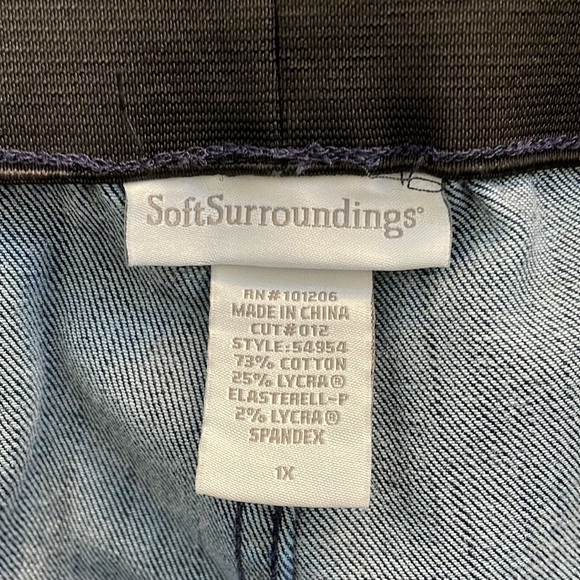 SoftSurroundings®
RN#101206
MADE IN CHINA
CUT#012
STYLE:54954
73% COTTON
25% LYCRA®
ELASTERELL-P
2% LYCRA®
SPANDEX
1X